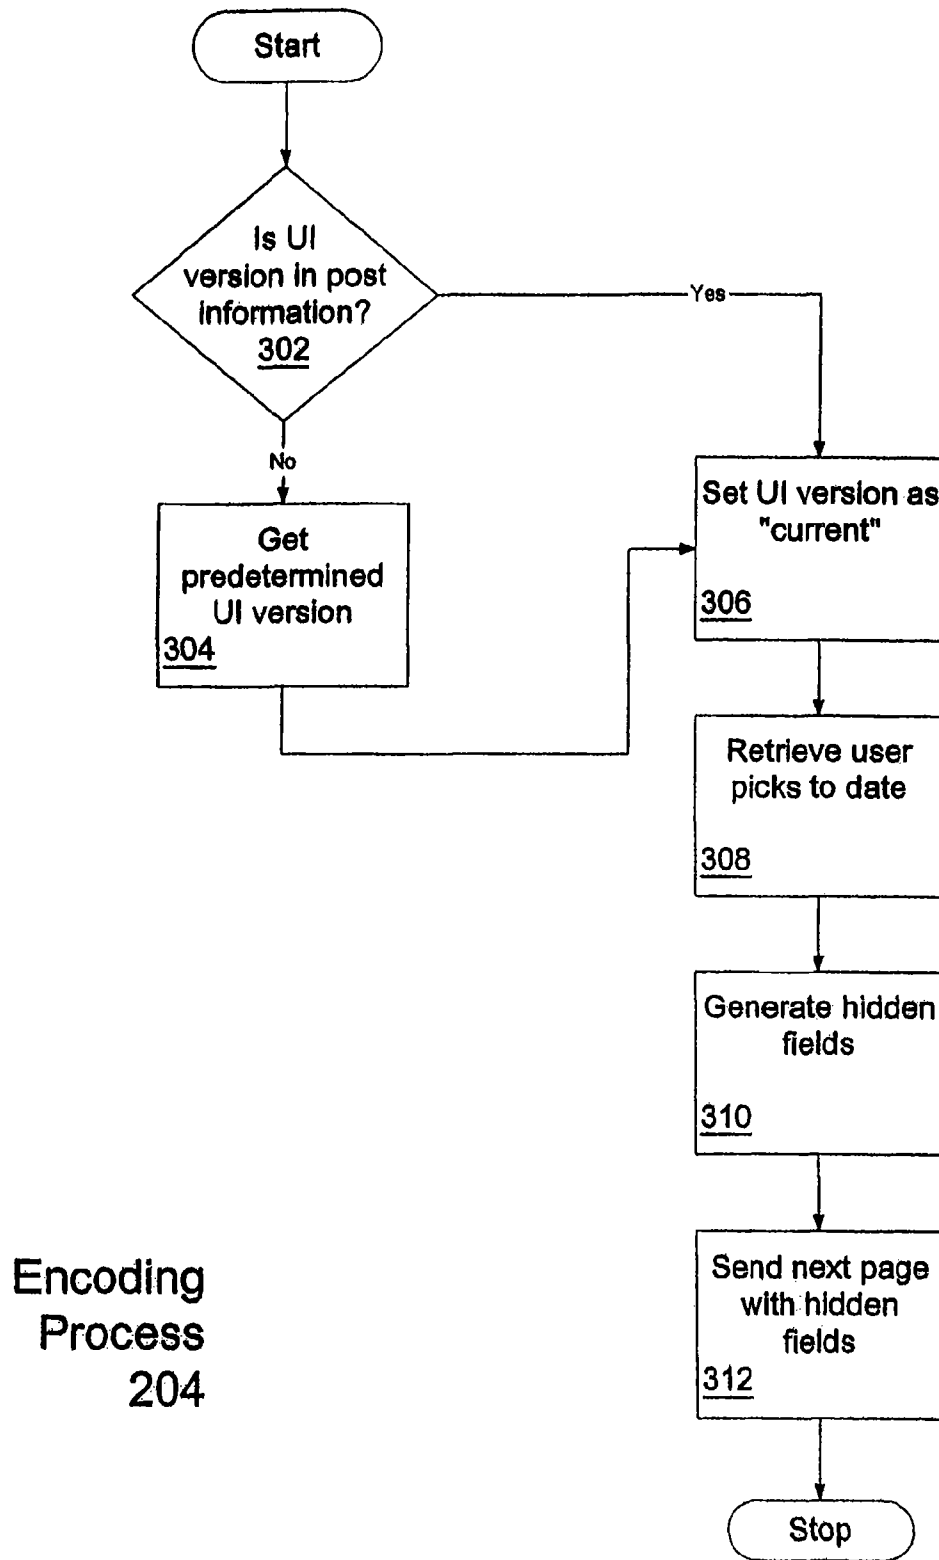 Start
Is UI
version in post
information?
302
Yes
No
Get
predetermined
UI version
304
Set UI version as
"current"
306
Retrieve user
picks to date
308
Generate hidden
fields
310
Send next page
with hidden
fields
312
Stop
Encoding
Process
204